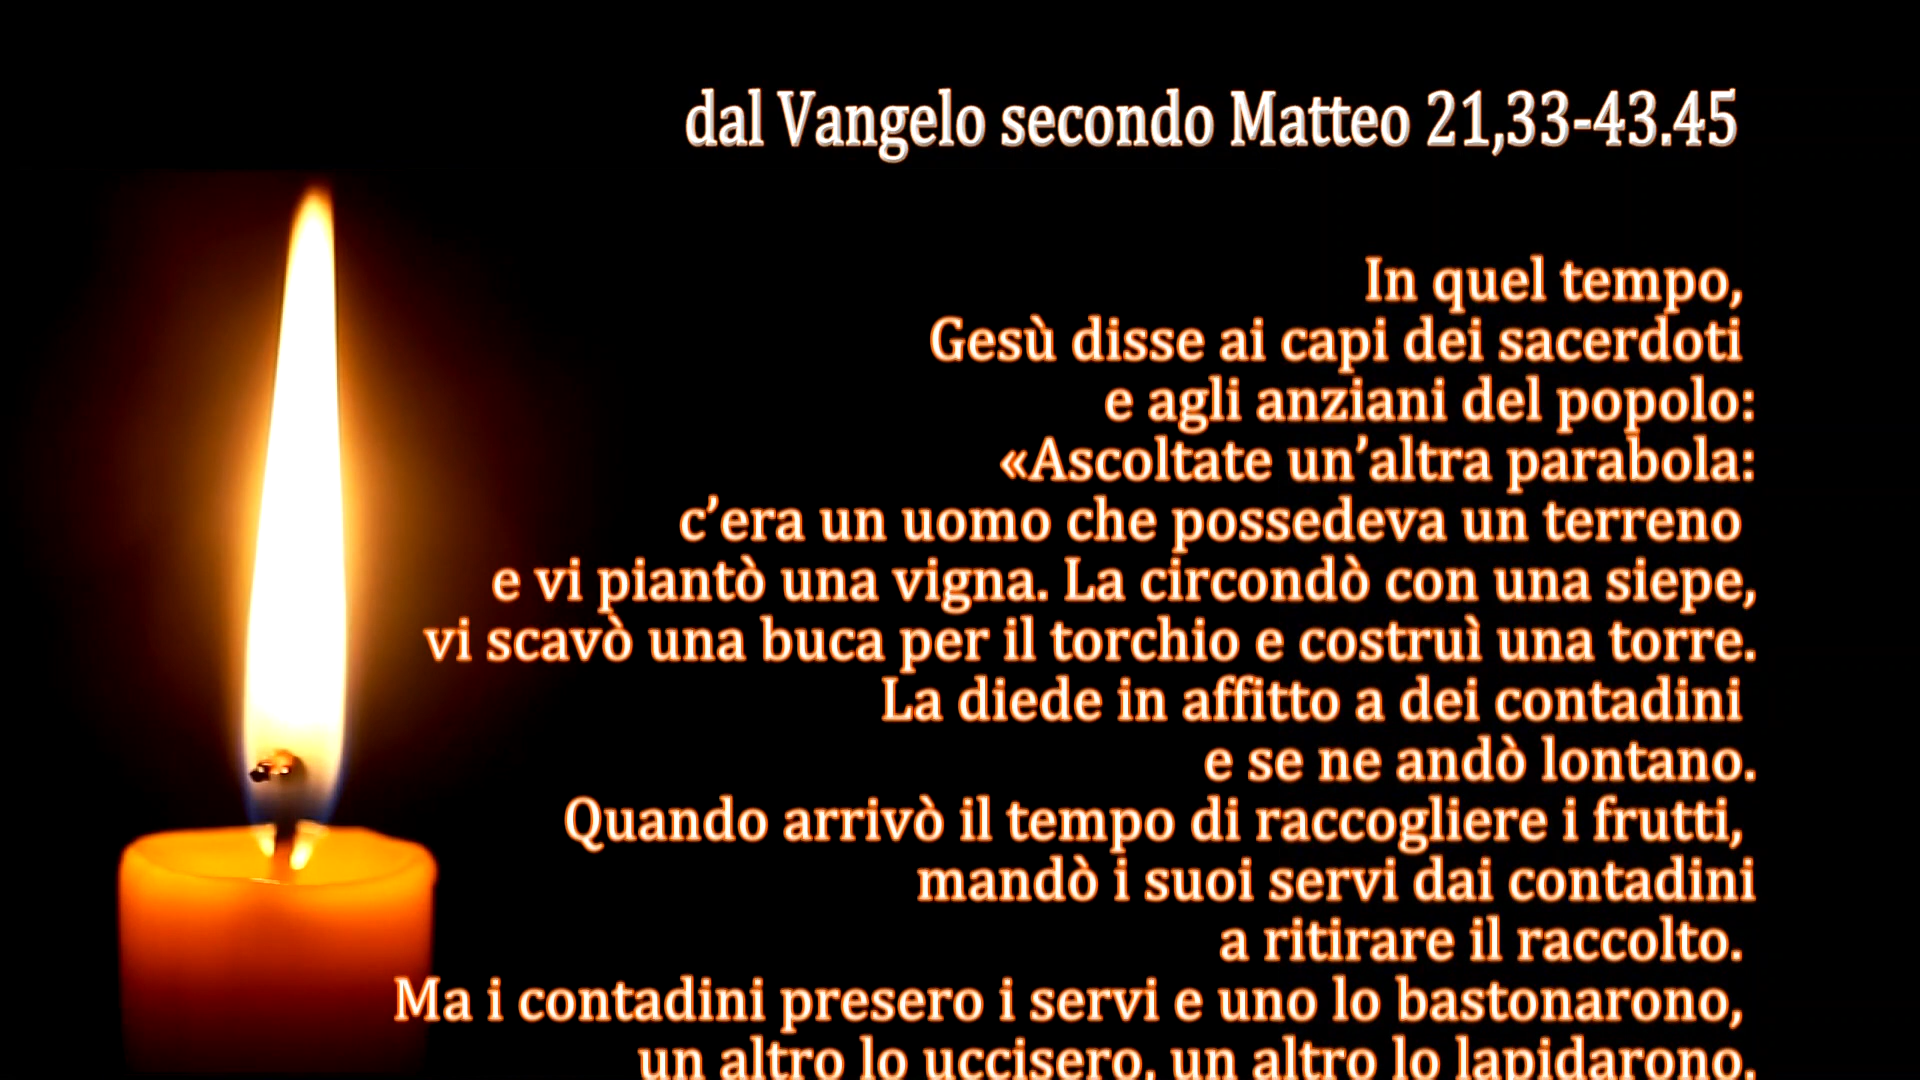 dal Vangelo secondo Matteo 21,33-43.45
In quel tempo,
Gesù disse ai capi dei sacerdoti
e agli anziani del popolo:
«Ascoltate un’altra parabola:
c’era un uomo che possedeva un terreno
e vi piantò una vigna. La circondò con una siepe,
vi scavò una buca per il torchio e costruì una torre.
La diede in affitto a dei contadini
e se ne andò lontano.
Quando arrivò il tempo di raccogliere i frutti,
mandò i suoi servi dai contadini
a ritirare il raccolto.
Ma i contadini presero i servi e uno lo bastonarono,
un altro lo uccisero, un altro lo lapidarono.